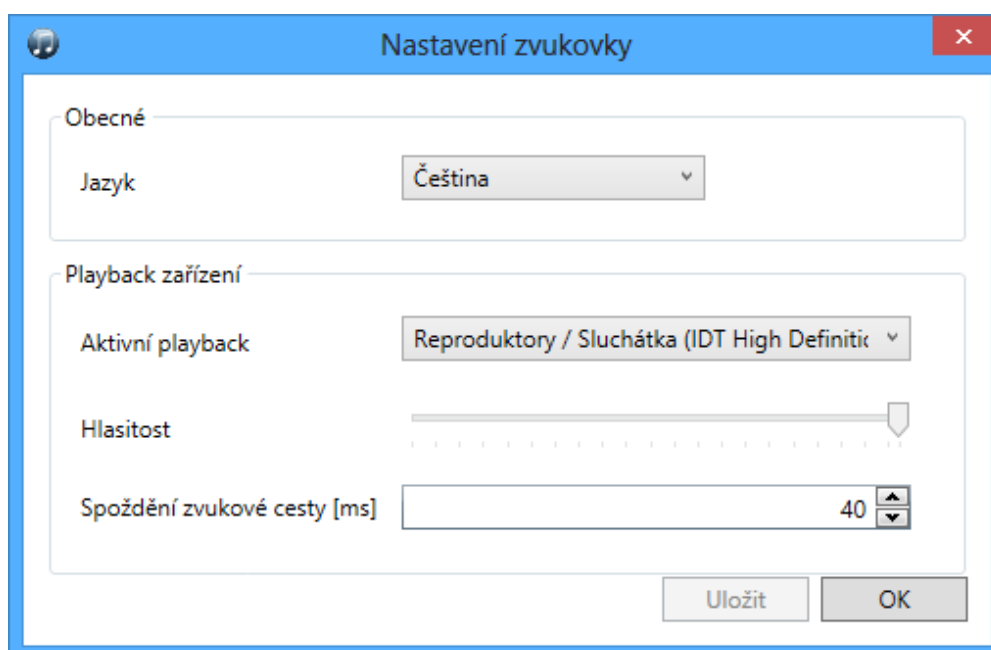 Nastavení zvukovky
Obecné
Jazyk
Čeština
Playback zařízení
Aktivní playback
Reproduktory / Sluchátka (IDT High Definitic
Hlasitost
Spoždění zvukové cesty [ms]
40
Uložit
OK